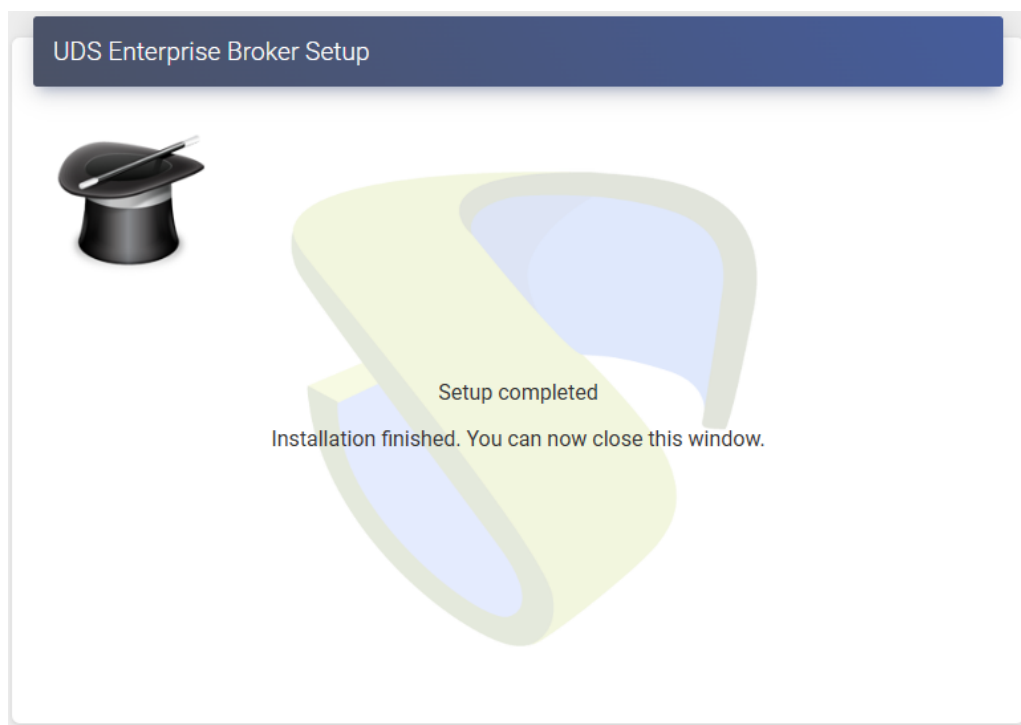 UDS Enterprise Broker Setup
Setup completed
Installation finished. You can now close this window.